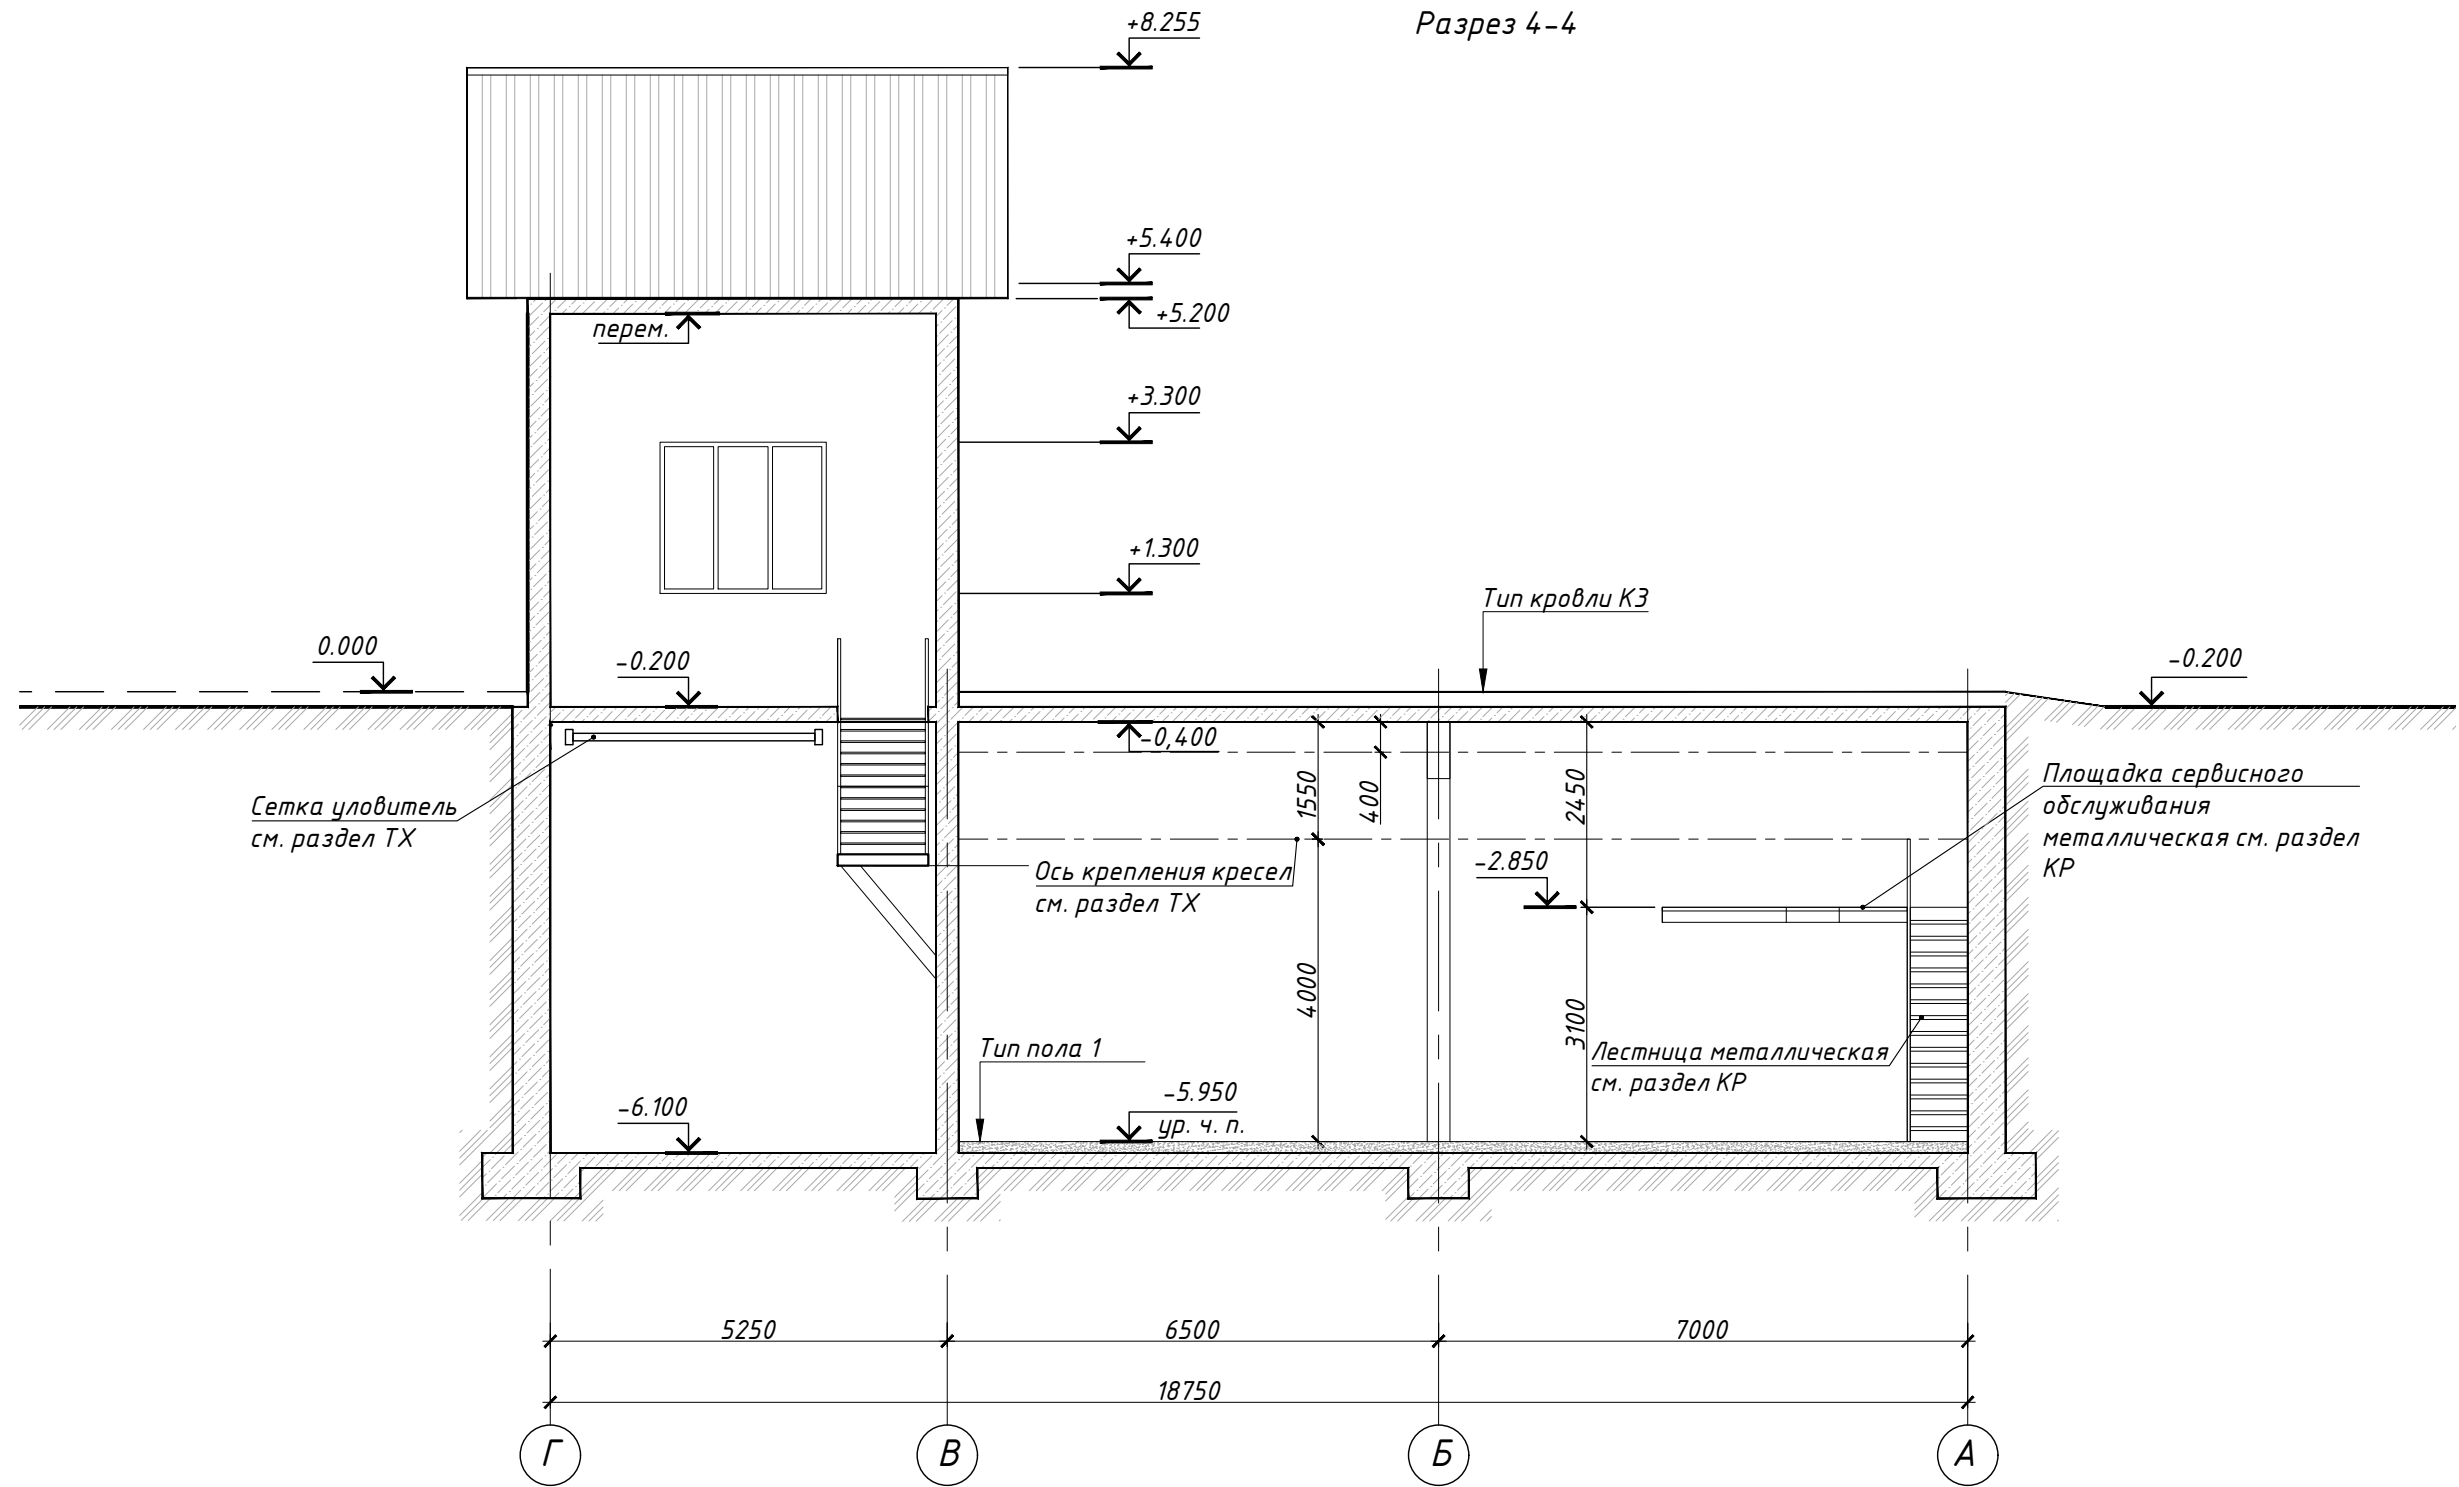 Разрез 4-4
+8.255
+5.400
+5.200
перем.
+3.300
+1.300
Тип кровли К3
0.000
-0.200
-0.200
-0,400
Сетка уловитель
см. раздел ТХ
1550
400
2450
Площадка сервисного
обслуживания
металлическая см. раздел
КР
Ось крепления кресел
см. раздел ТХ
-2.850
4000
3100
Тип пола 1
Лестница металлическая
см. раздел КР
-6.100
-5.950
ур. ч. п.
5250
6500
7000
18750
Г
В
Б
А